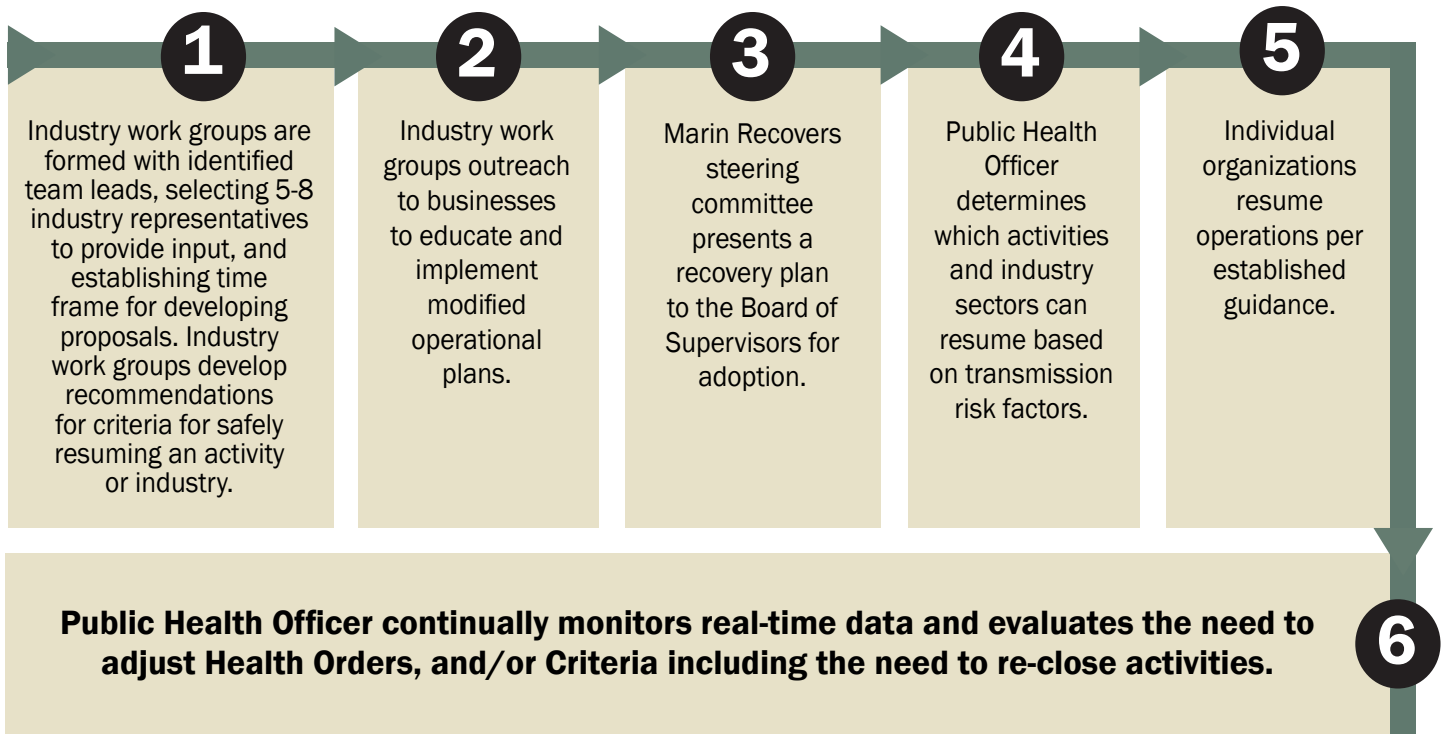 1
Industry work groups are
formed with identified
team leads, selecting 5-8
industry representatives
to provide input, and
establishing time
frame for developing
proposals. Industry
work groups develop
recommendations
for criteria for safely
resuming an activity
or industry.
2
Industry work
groups outreach
to businesses
to educate and
implement
modified
operational
plans.
3
Marin Recovers
steering
committee
presents a
recovery plan
to the Board of
Supervisors for
adoption.
4
Public Health
Officer
determines
which activities
and industry
sectors can
resume based
on transmission
risk factors.
5
Individual
organizations
resume
operations per
established
guidance.
Public Health Officer continually monitors real-time data and evaluates the need to
adjust Health Orders, and/or Criteria including the need to re-close activities.
6